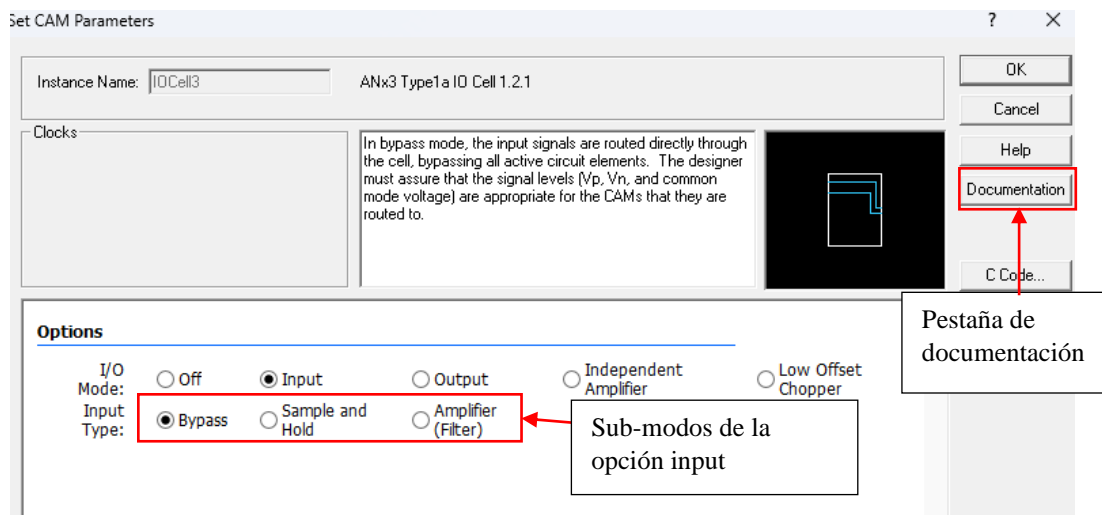 Set CAM Parameters
? X
Instance Name: IOCell3
ANx3 Type1a IO Cell 1.2.1
OK
Cancel
Help
Documentation
C Code...
Clocks
In bypass mode, the input signals are routed directly through
the cell, bypassing all active circuit elements. The designer
must assure that the signal levels (Vp, Vn, and common
mode voltage) are appropriate for the CAMs that they are
routed to.
Pestaña de
documentación
Options
I/O
Mode:
Off
Input
Output
Independent
Amplifier
Low Offset
Chopper
Input
Type:
Bypass
Sample and
Hold
Amplifier
(Filter)
Sub-modos de la
opción input